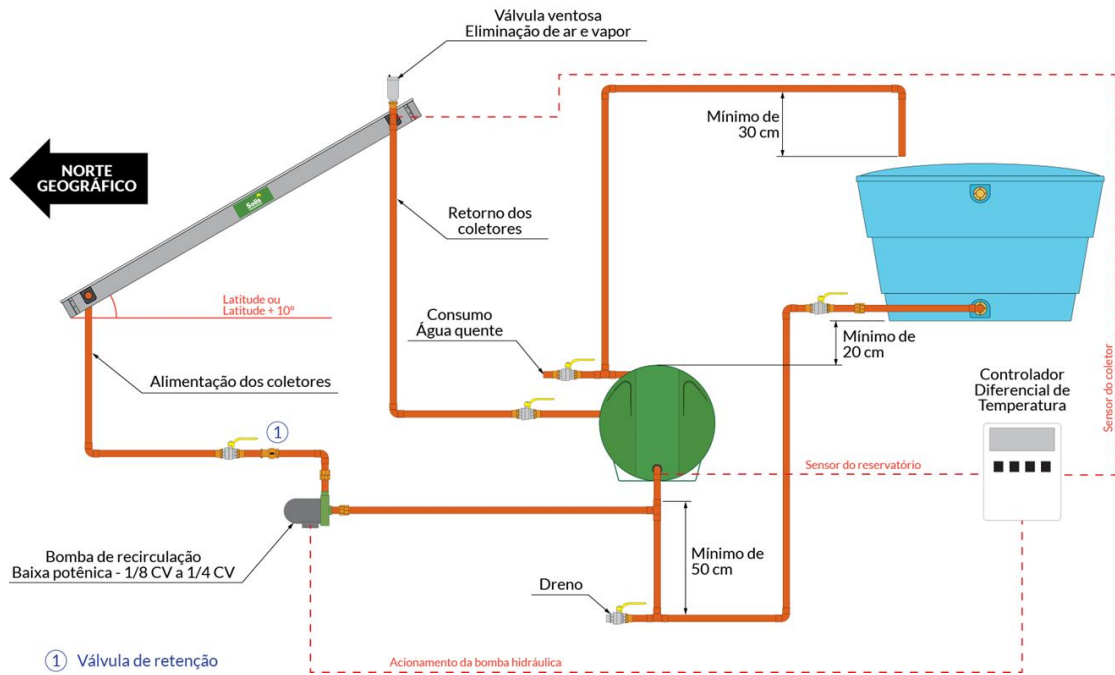 Válvula ventosa
Eliminação de ar e vapor
Mínimo de
30 cm
NORTE
GEOGRÁFICO
Solis
Retorno dos
coletores
Latitude ou
Latitude + 10°
Consumo
Água quente
Mínimo de
20 cm
Alimentação dos coletores
Controlador
Diferencial de
Temperatura
Sensor do coletor
1
Sensor do reservatório
Bomba de recirculação
Baixa potênica - 1/8 CV a 1/4 CV
Mínimo de
50 cm
Dreno
1 Válvula de retenção
Acionamento da bomba hidráulica